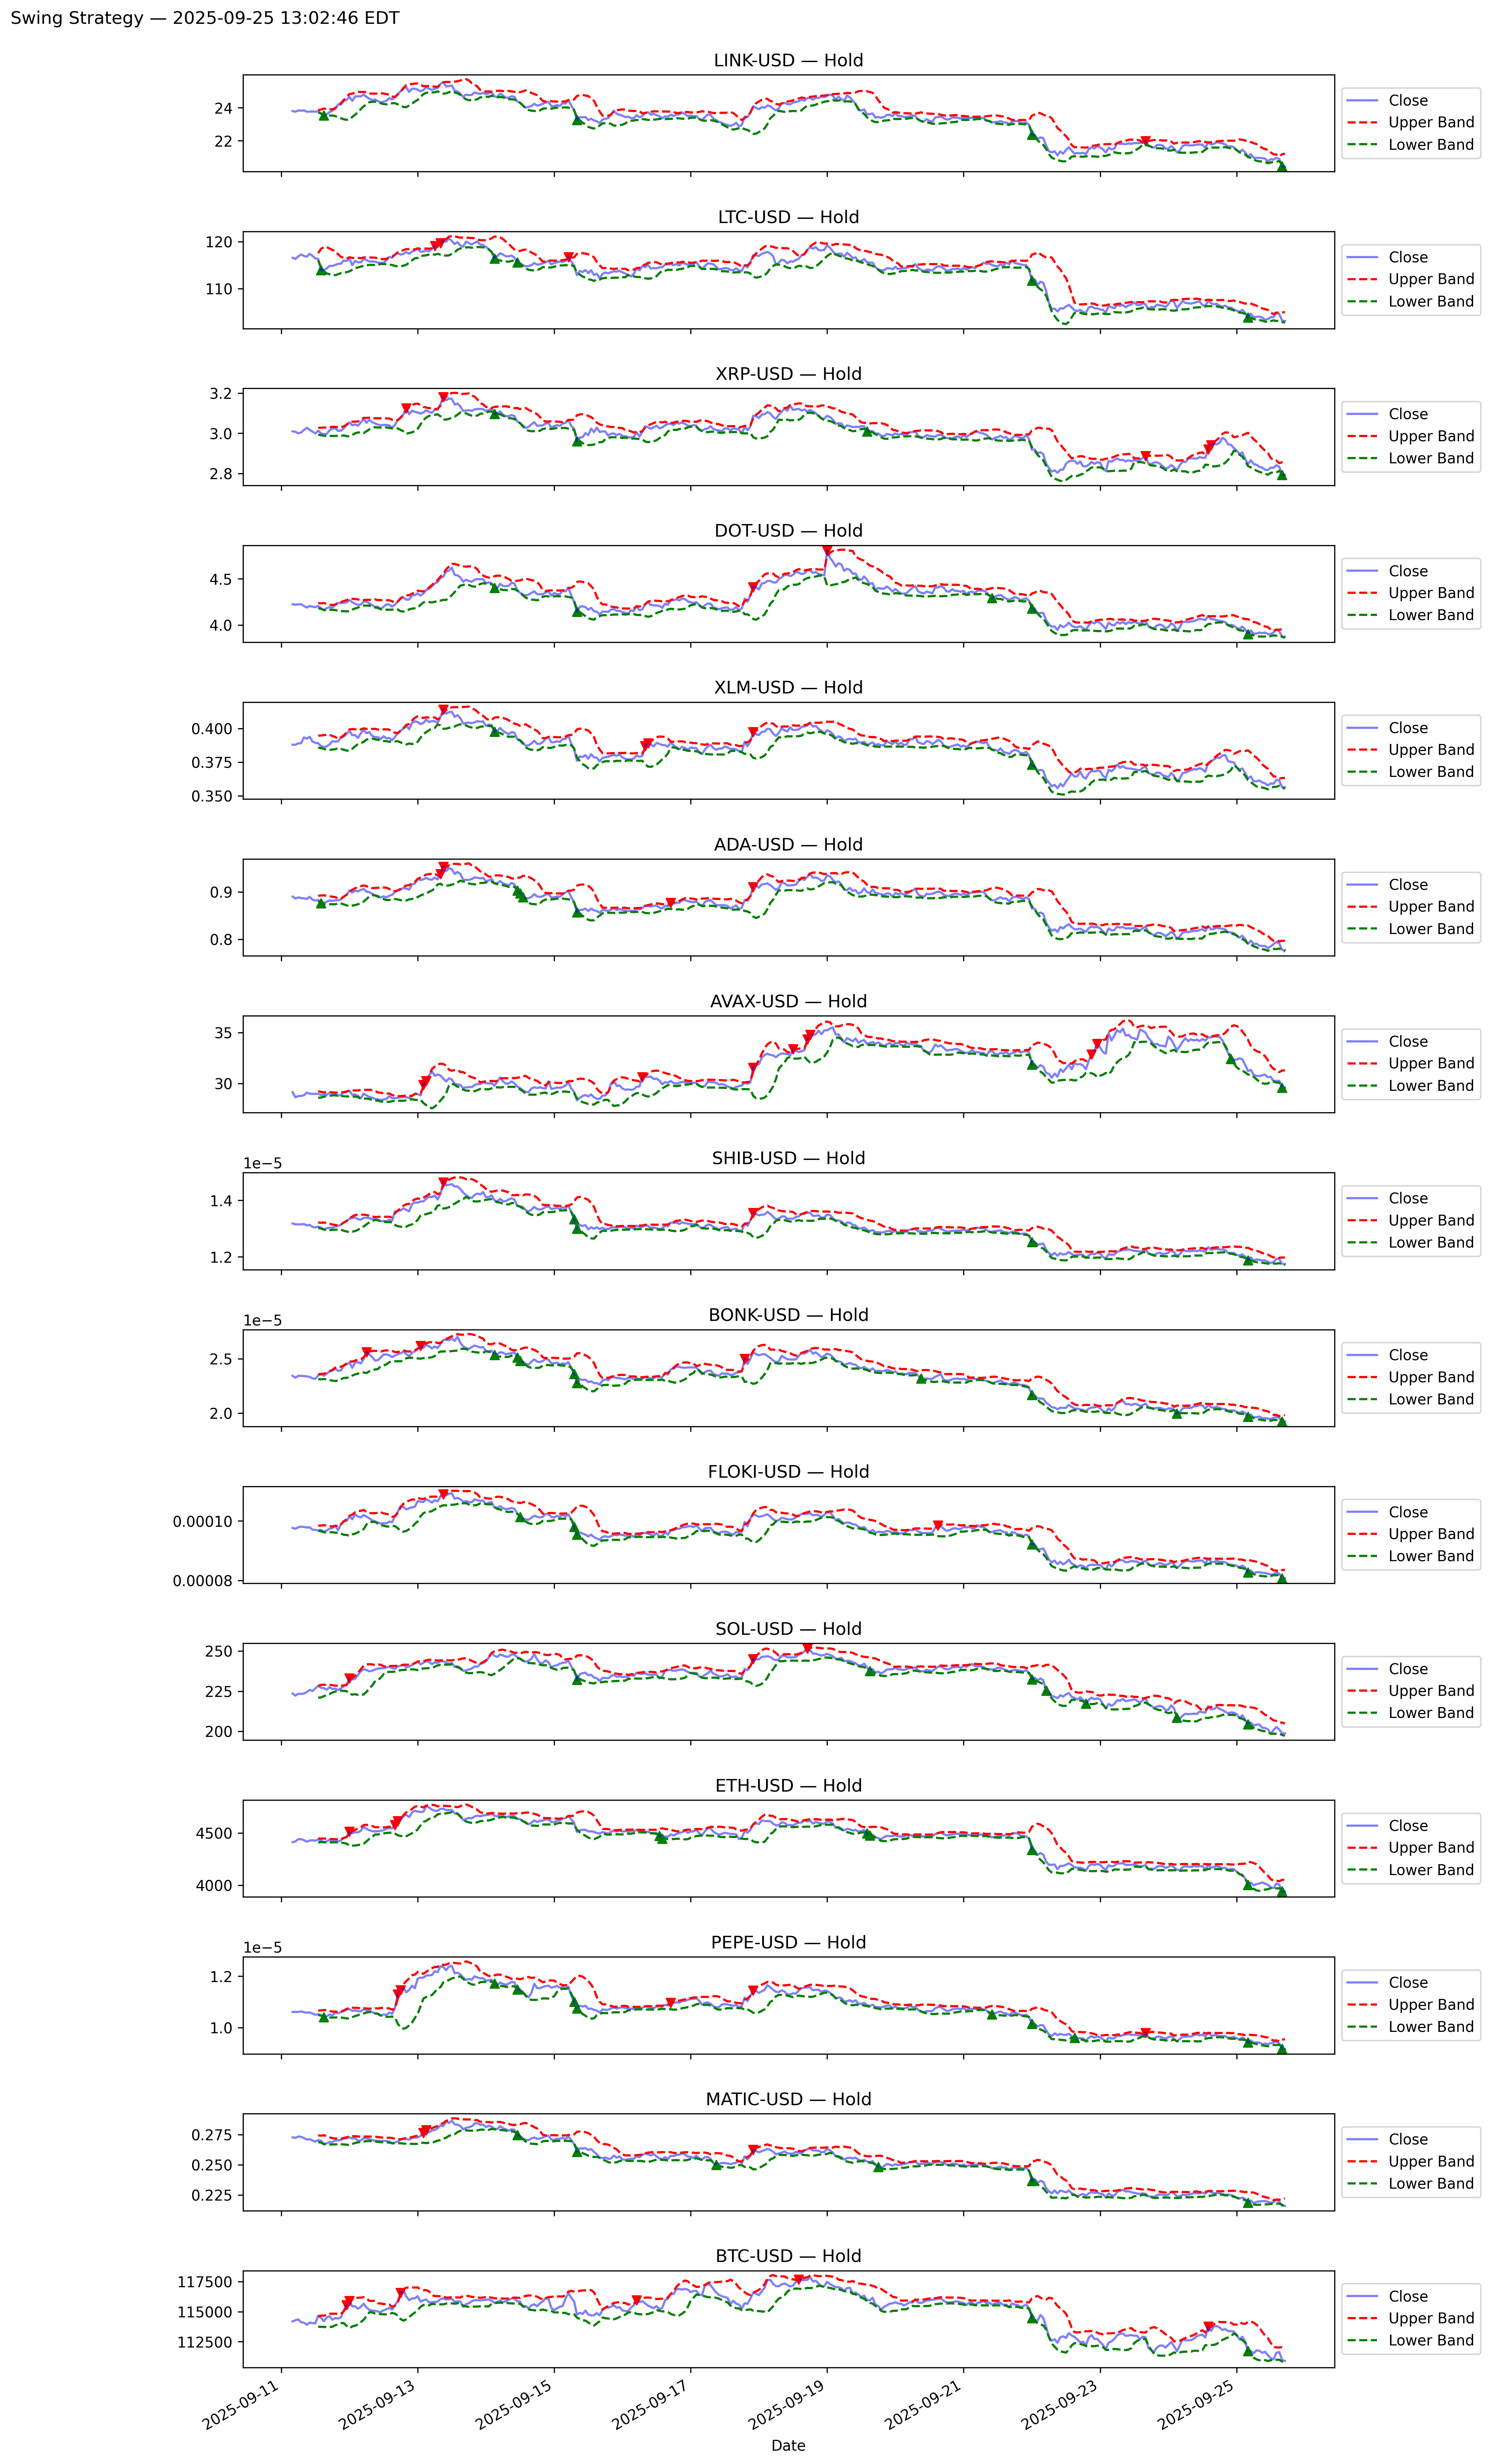 Swing Strategy — 2025-09-25 13:02:46 EDT
LINK-USD — Hold
24
22
Close
Upper Band
Lower Band
LTC-USD — Hold
120
110
Close
Upper Band
Lower Band
XRP-USD — Hold
3.2
3.0
2.8
Close
Upper Band
Lower Band
DOT-USD — Hold
4.5
4.0
Close
Upper Band
Lower Band
XLM-USD — Hold
0.400
0.375
0.350
Close
Upper Band
Lower Band
ADA-USD — Hold
0.9
0.8
Close
Upper Band
Lower Band
AVAX-USD — Hold
35
30
Close
Upper Band
Lower Band
SHIB-USD — Hold
1e−5
1.4
1.2
Close
Upper Band
Lower Band
BONK-USD — Hold
1e−5
2.5
2.0
Close
Upper Band
Lower Band
FLOKI-USD — Hold
0.00010
0.00008
Close
Upper Band
Lower Band
SOL-USD — Hold
250
225
200
Close
Upper Band
Lower Band
ETH-USD — Hold
4500
4000
Close
Upper Band
Lower Band
PEPE-USD — Hold
1e−5
1.2
1.0
Close
Upper Band
Lower Band
MATIC-USD — Hold
0.275
0.250
0.225
Close
Upper Band
Lower Band
BTC-USD — Hold
117500
115000
112500
Close
Upper Band
Lower Band
2025-09-11
2025-09-13
2025-09-15
2025-09-17
2025-09-19
2025-09-21
2025-09-23
2025-09-25
Date